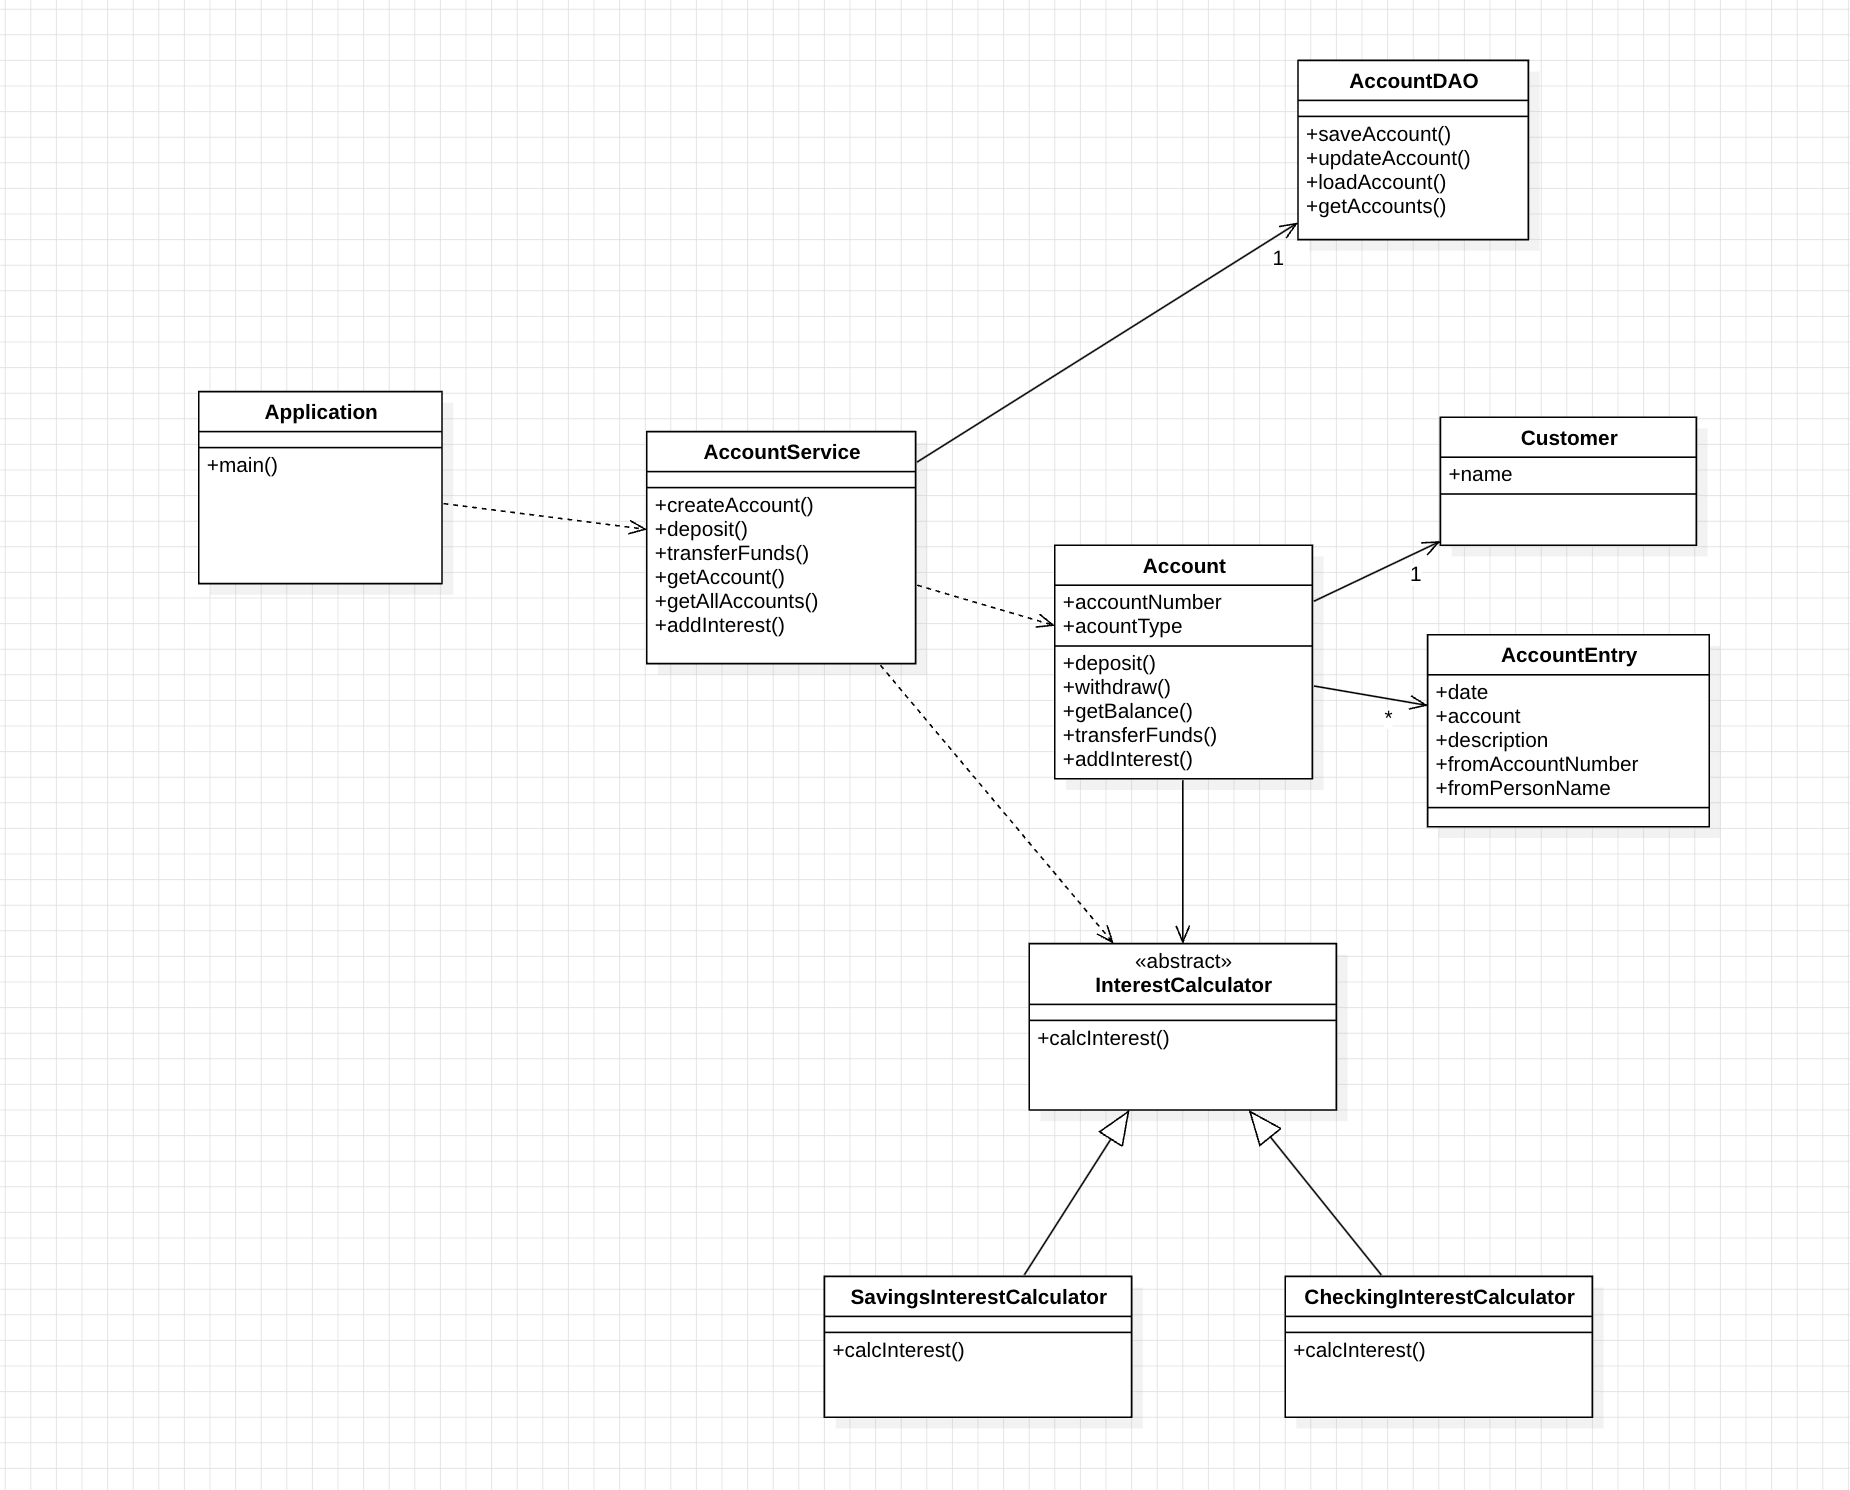 AccountDAO
+saveAccount()
+updateAccount()
+loadAccount()
+getAccounts()
1
Application
+main()
AccountService
+createAccount()
+deposit()
+transferFunds()
+getAccount()
+getAllAccounts()
+addInterest()
Customer
+name
1
Account
+accountNumber
+acountType
+deposit()
+withdraw()
+getBalance()
+transferFunds()
+addInterest()
AccountEntry
+date
+account
+description
+fromAccountNumber
+fromPersonName
*
«abstract»
InterestCalculator
+calcInterest()
SavingsInterestCalculator
+calcInterest()
CheckingInterestCalculator
+calcInterest()